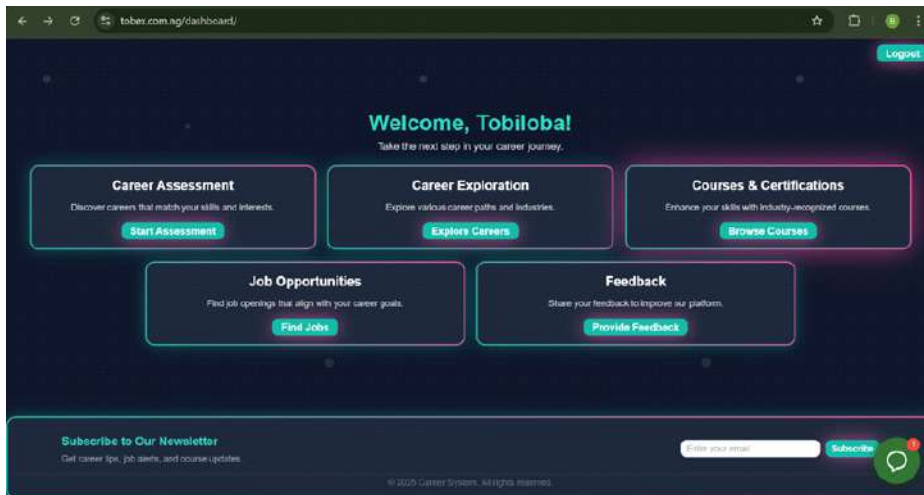 tobex.com.ng/dashboard/
B
Logout
Welcome, Tobiloba!
Take the next step in your career journey.
Career Assessment
Discover careers that match your skills and interests.
Start Assessment
Career Exploration
Explore various career paths and industries.
Explore Careers
Courses & Certifications
Enhance your skills with industry-recognized courses.
Browse Courses
Job Opportunities
Find job openings that align with your career goals.
Find Jobs
Feedback
Share your feedback to improve our platform.
Provide Feedback
Subscribe to Our Newsletter
Get career tips, job alerts, and course updates.
Enter your email
Subscribe
1
© 2025 Career System. All rights reserved.